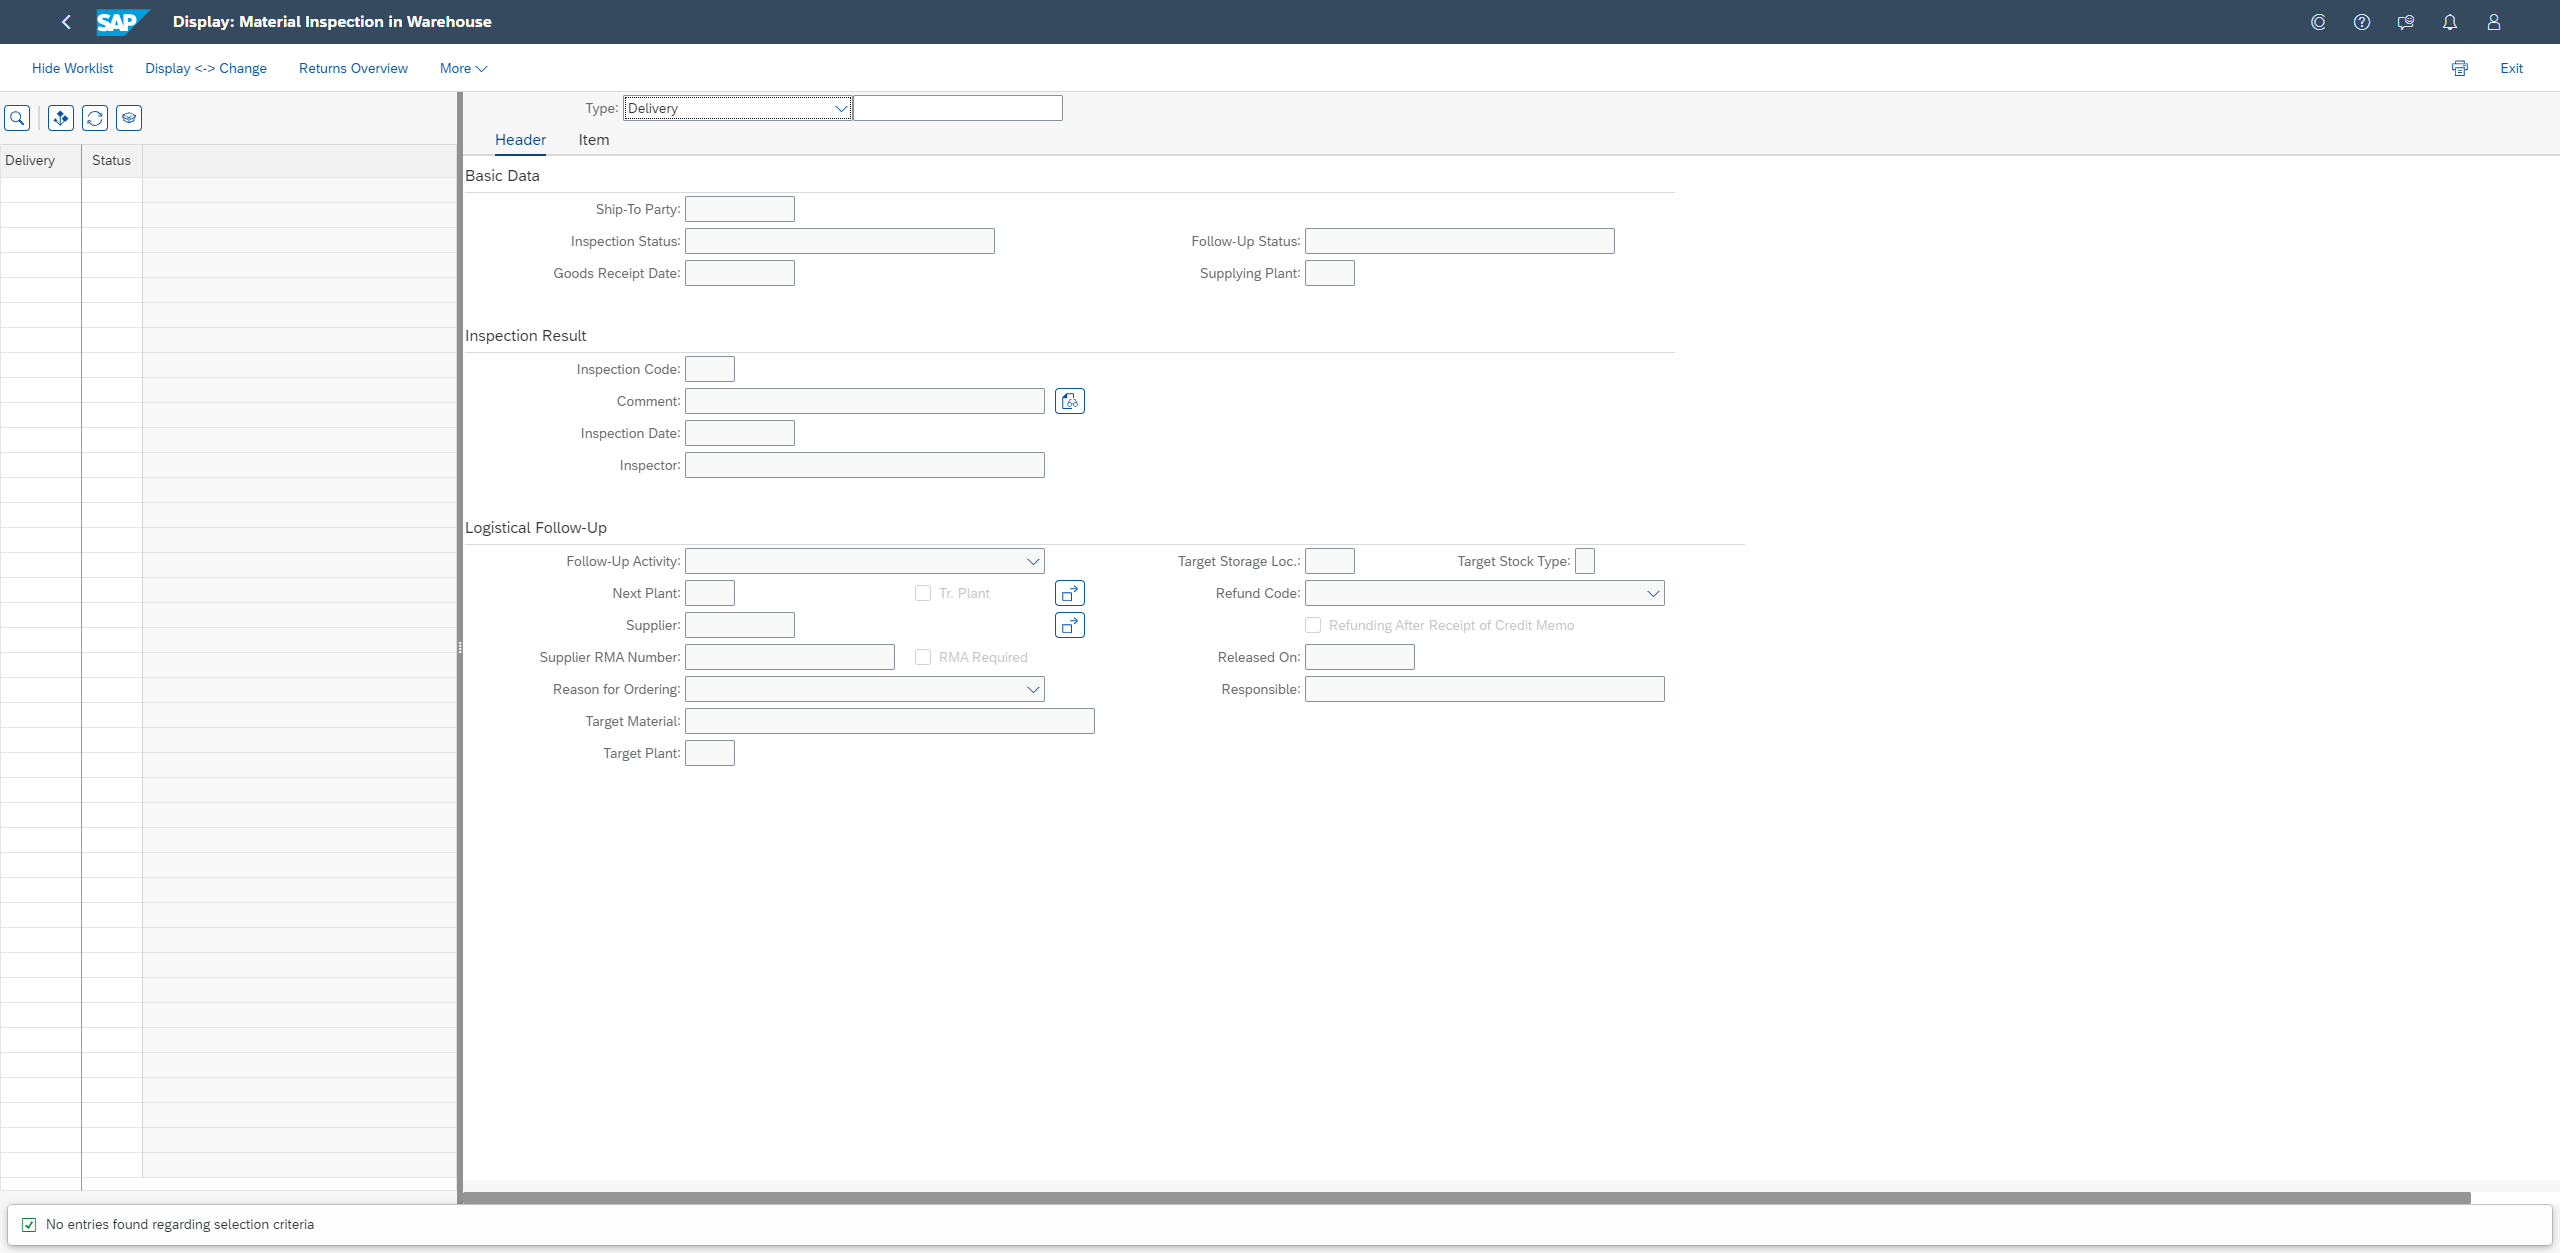 SAP Display: Material Inspection in Warehouse
Hide Worklist Display <-> Change Returns Overview More Exit
Type: Delivery
Header Item
Delivery Status
Basic Data
Ship-To Party:
Inspection Status: Follow-Up Status:
Goods Receipt Date: Supplying Plant:
Inspection Result
Inspection Code:
Comment:
Inspection Date:
Inspector:
Logistical Follow-Up
Follow-Up Activity: Target Storage Loc.: Target Stock Type:
Next Plant: Tr. Plant Refund Code:
Supplier: Refunding After Receipt of Credit Memo
Supplier RMA Number: RMA Required Released On:
Reason for Ordering: Responsible:
Target Material:
Target Plant:
No entries found regarding selection criteria